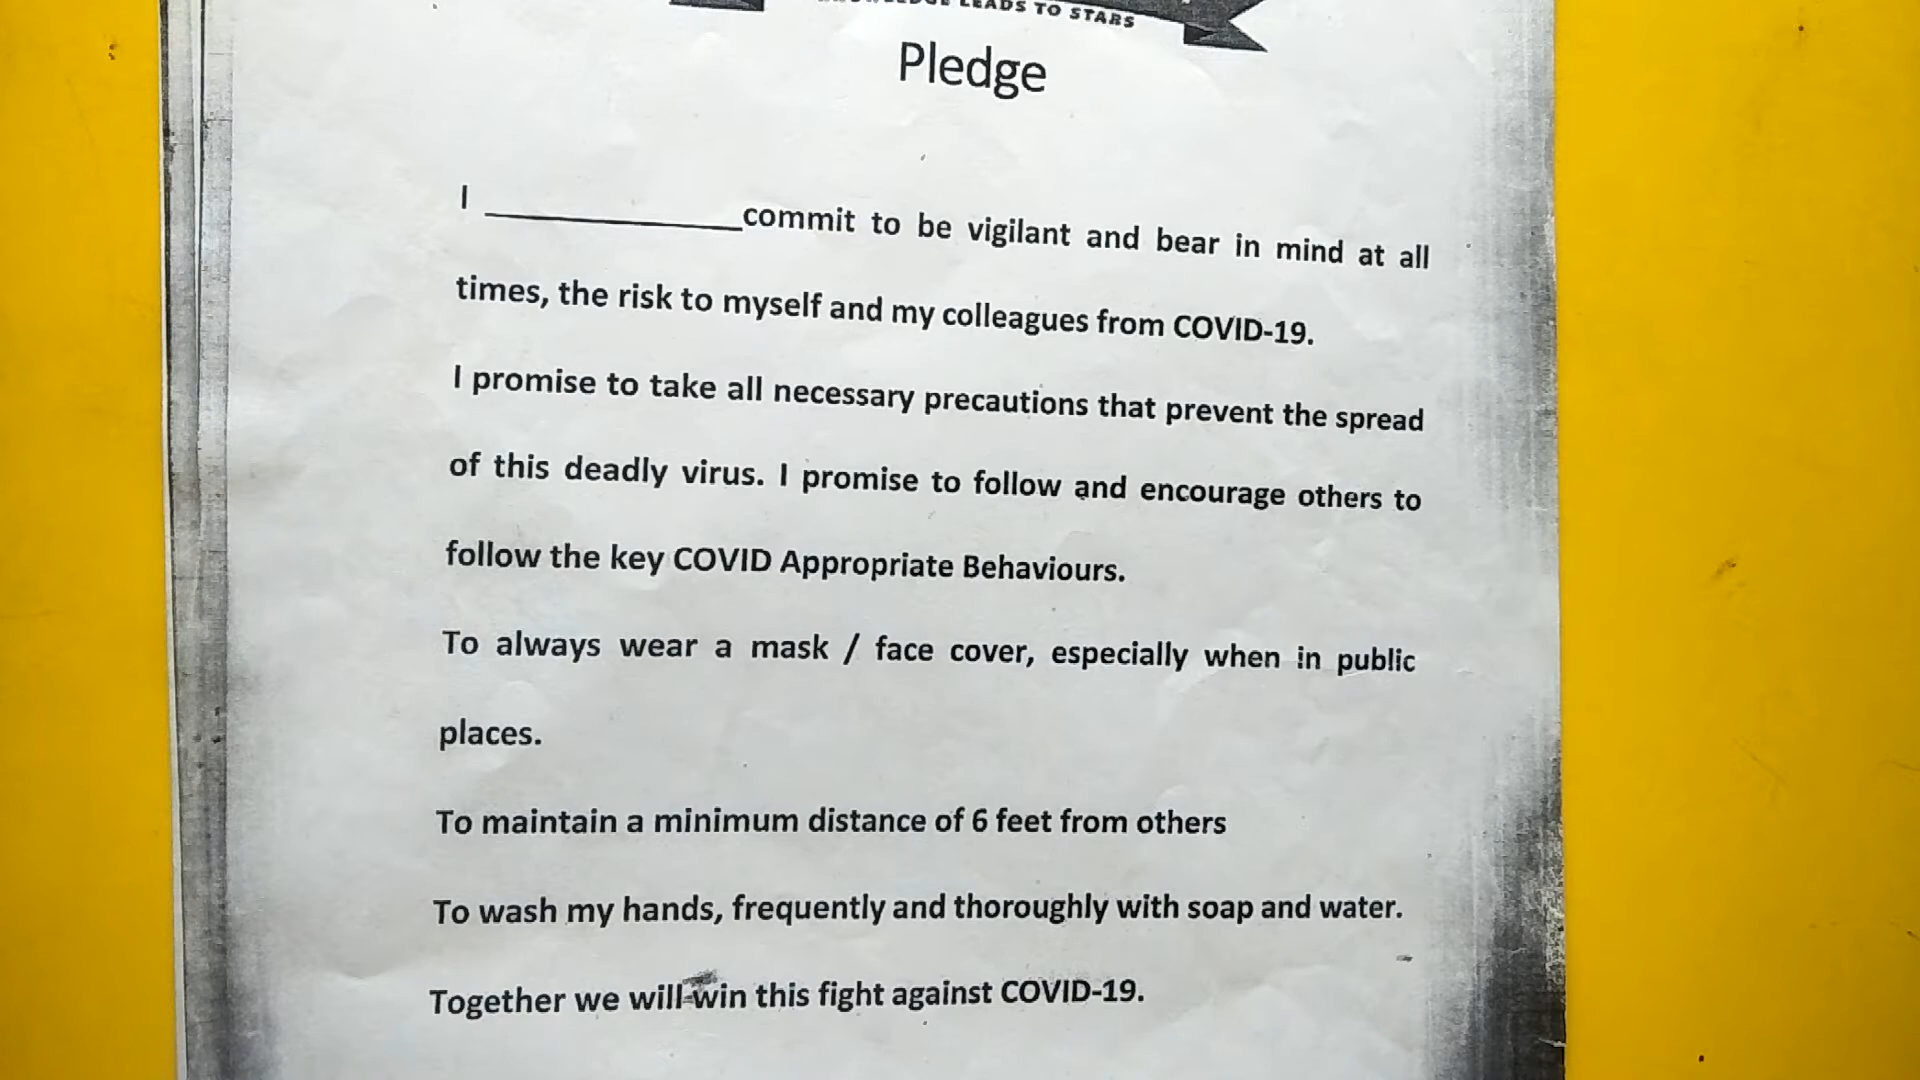 LEADS TO STARS
Pledge
I ______________commit to be vigilant and bear in mind at all
times, the risk to myself and my colleagues from COVID-19.
I promise to take all necessary precautions that prevent the spread
of this deadly virus. I promise to follow and encourage others to
follow the key COVID Appropriate Behaviours.
To always wear a mask / face cover, especially when in public
places.
To maintain a minimum distance of 6 feet from others
To wash my hands, frequently and thoroughly with soap and water.
Together we will win this fight against COVID-19.